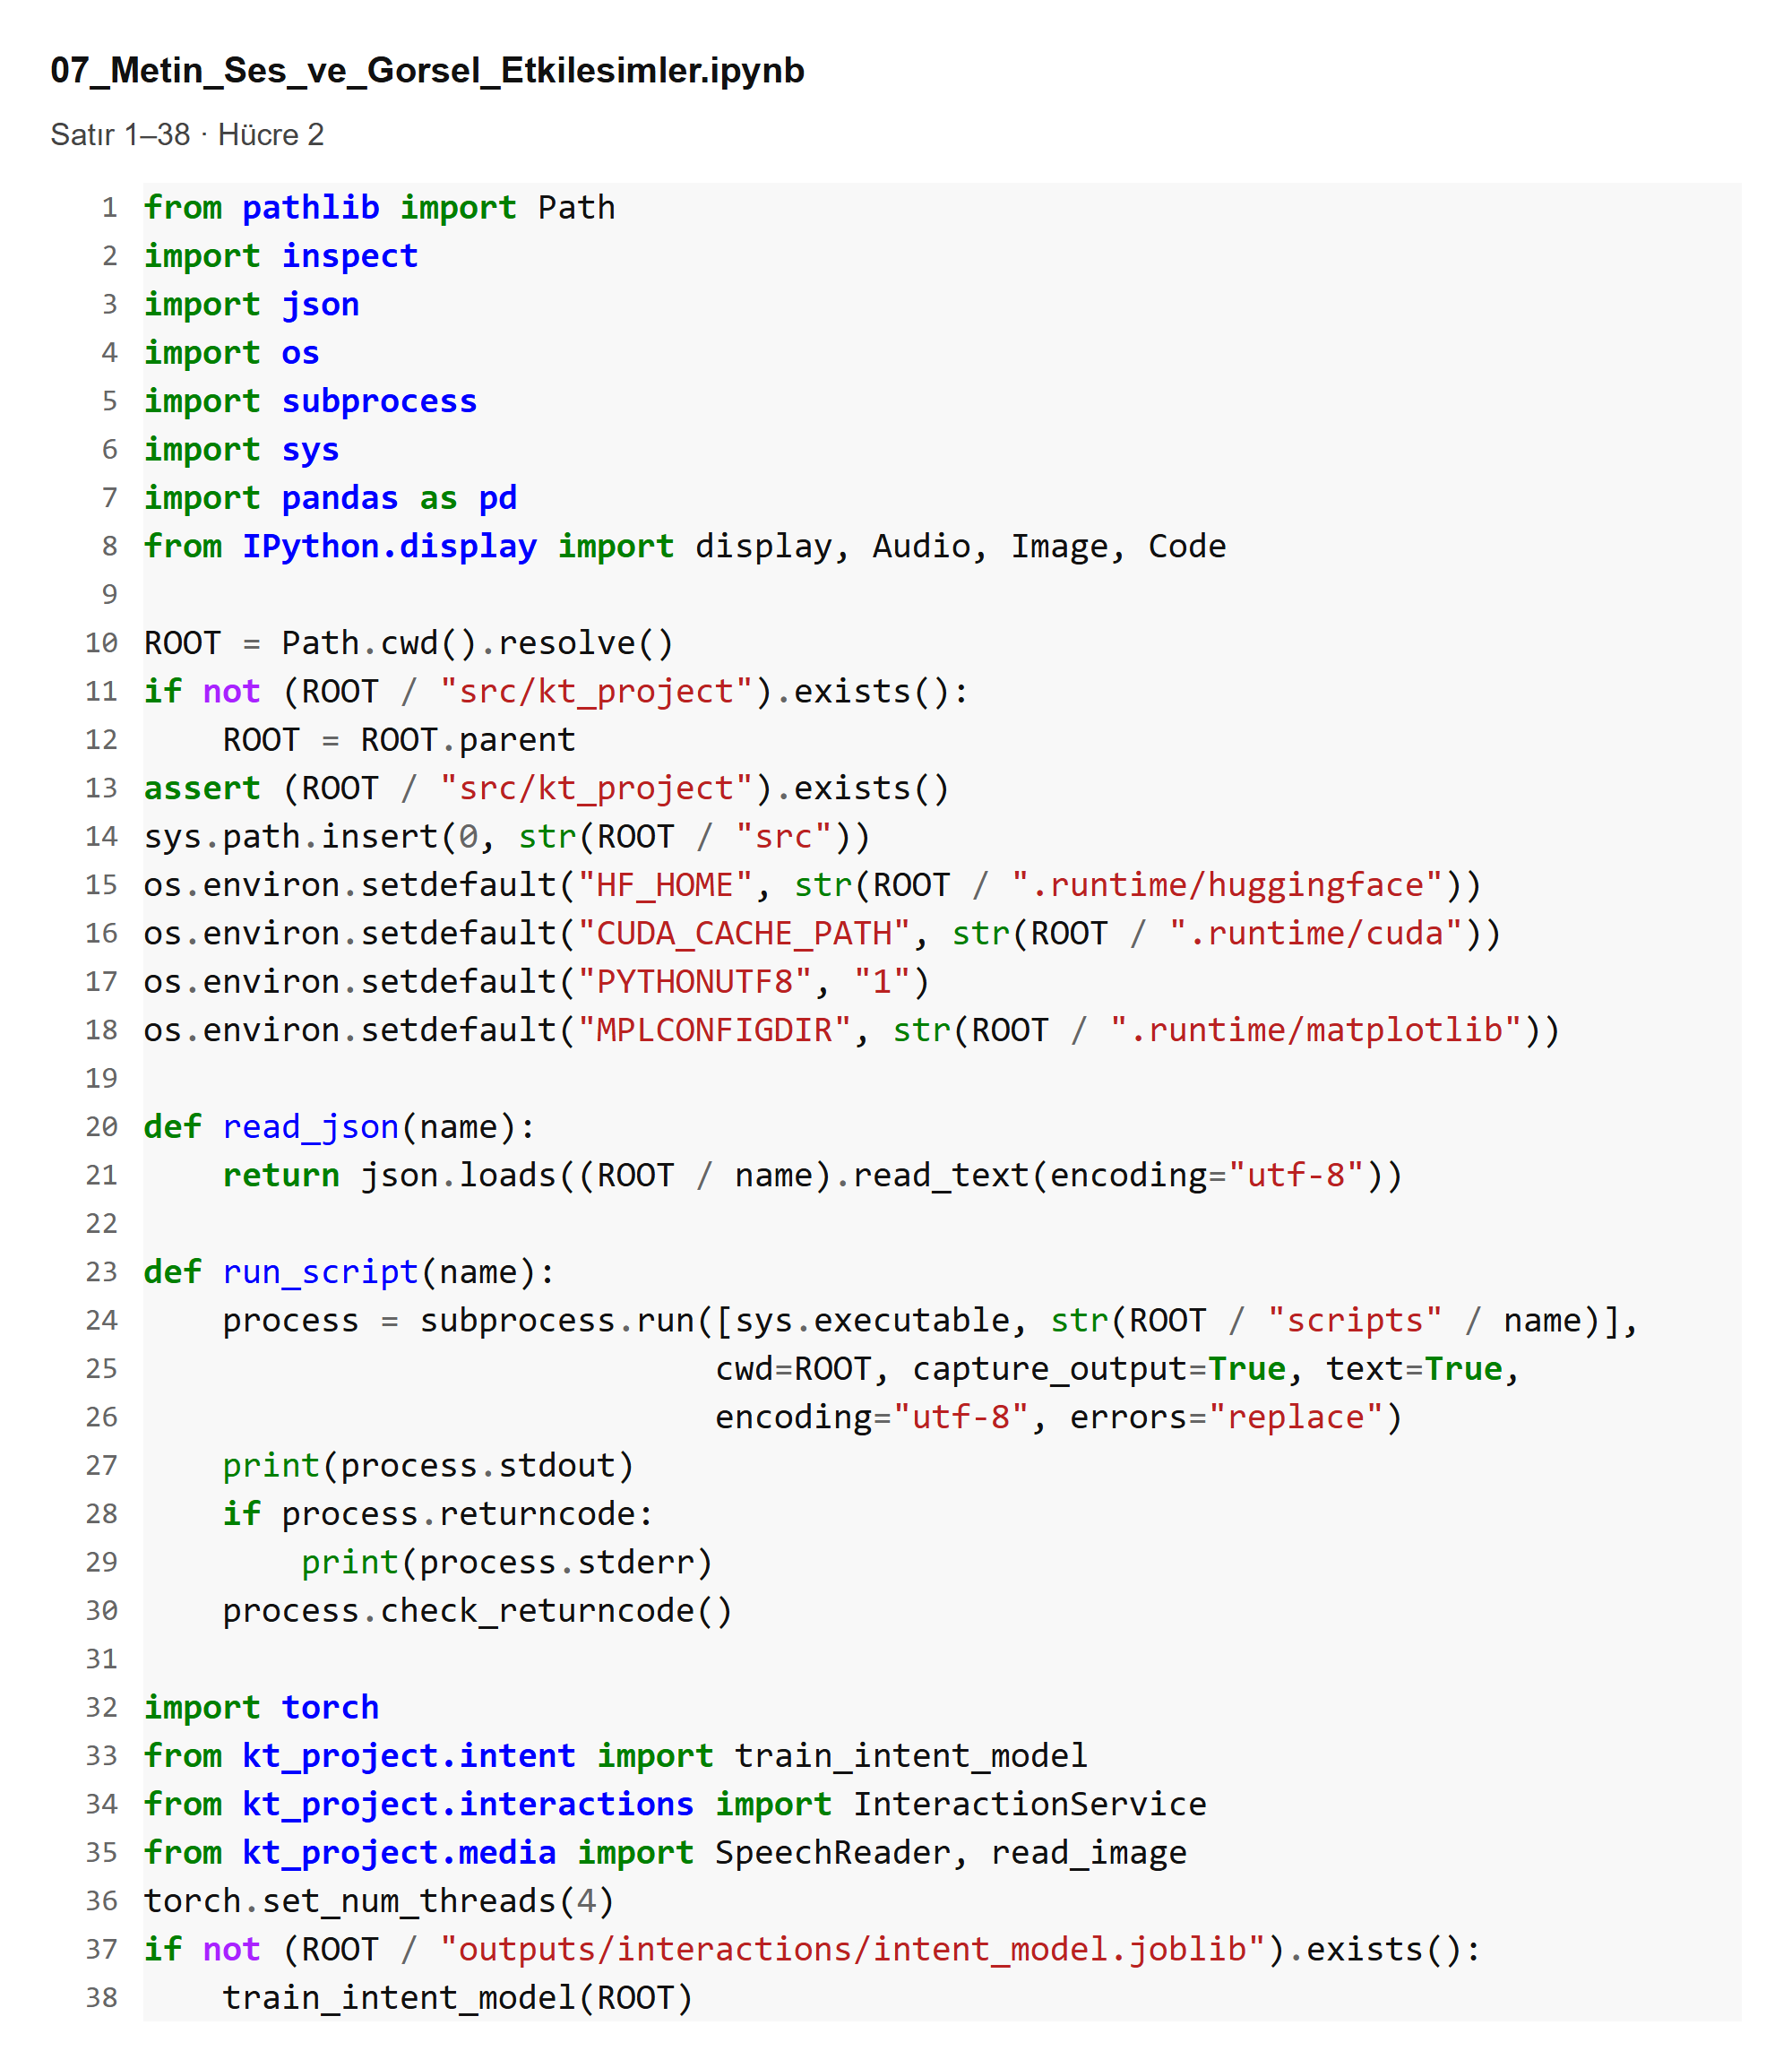 07_Metin_Ses_ve_Gorsel_Etkilesimler.ipynb
Satır 1–38 · Hücre 2
1 from pathlib import Path
2 import inspect
3 import json
4 import os
5 import subprocess
6 import sys
7 import pandas as pd
8 from IPython.display import display, Audio, Image, Code
9
10 ROOT = Path.cwd().resolve()
11 if not (ROOT / "src/kt_project").exists():
12     ROOT = ROOT.parent
13 assert (ROOT / "src/kt_project").exists()
14 sys.path.insert(0, str(ROOT / "src"))
15 os.environ.setdefault("HF_HOME", str(ROOT / ".runtime/huggingface"))
16 os.environ.setdefault("CUDA_CACHE_PATH", str(ROOT / ".runtime/cuda"))
17 os.environ.setdefault("PYTHONUTF8", "1")
18 os.environ.setdefault("MPLCONFIGDIR", str(ROOT / ".runtime/matplotlib"))
19
20 def read_json(name):
21     return json.loads((ROOT / name).read_text(encoding="utf-8"))
22
23 def run_script(name):
24     process = subprocess.run([sys.executable, str(ROOT / "scripts" / name)],
25                              cwd=ROOT, capture_output=True, text=True,
26                              encoding="utf-8", errors="replace")
27     print(process.stdout)
28     if process.returncode:
29         print(process.stderr)
30     process.check_returncode()
31
32 import torch
33 from kt_project.intent import train_intent_model
34 from kt_project.interactions import InteractionService
35 from kt_project.media import SpeechReader, read_image
36 torch.set_num_threads(4)
37 if not (ROOT / "outputs/interactions/intent_model.joblib").exists():
38     train_intent_model(ROOT)